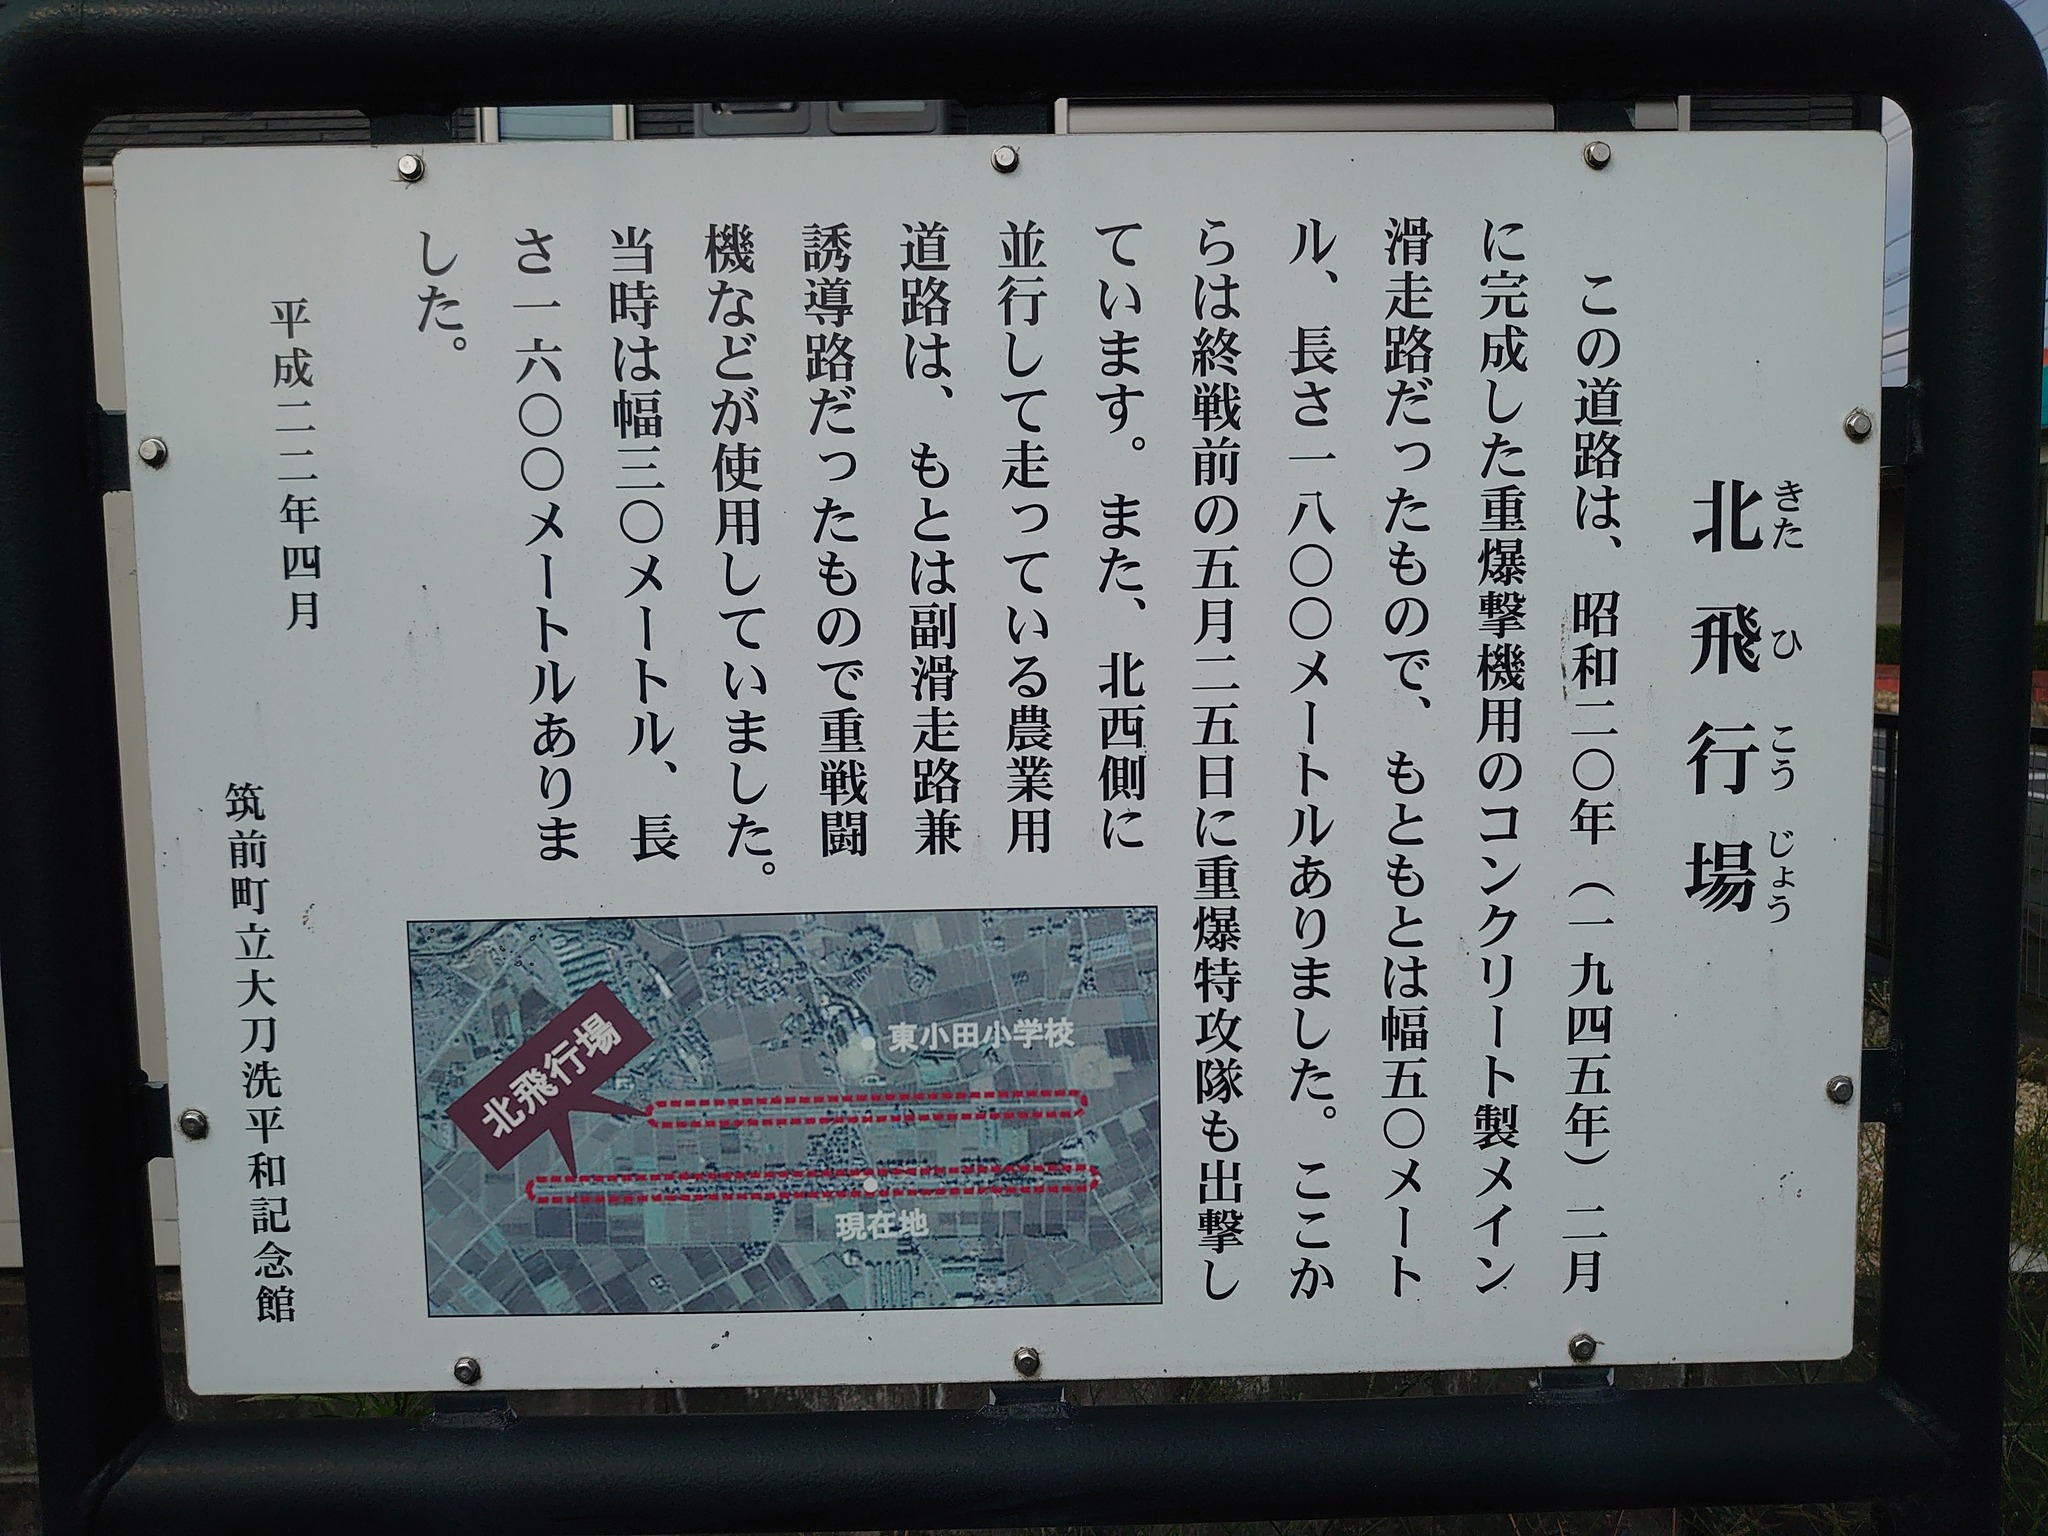 北飛行場
きた ひ こう じょう
この道路は、昭和二〇年（一九四五年）二月
に完成した重爆撃機用のコンクリート製メイン
滑走路だったもので、もともとは幅五〇メート
ル、長さ一八〇〇メートルありました。ここか
らは終戦前の五月二五日に重爆特攻隊も出撃し
ています。また、北西側に
並行して走っている農業用
道路は、もとは副滑走路兼
誘導路だったもので重戦闘
機などが使用していました。
当時は幅三〇メートル、長
さ一六〇〇メートルありま
した。
東小田小学校
北飛行場
現在地
平成二二年四月
筑前町立大刀洗平和記念館